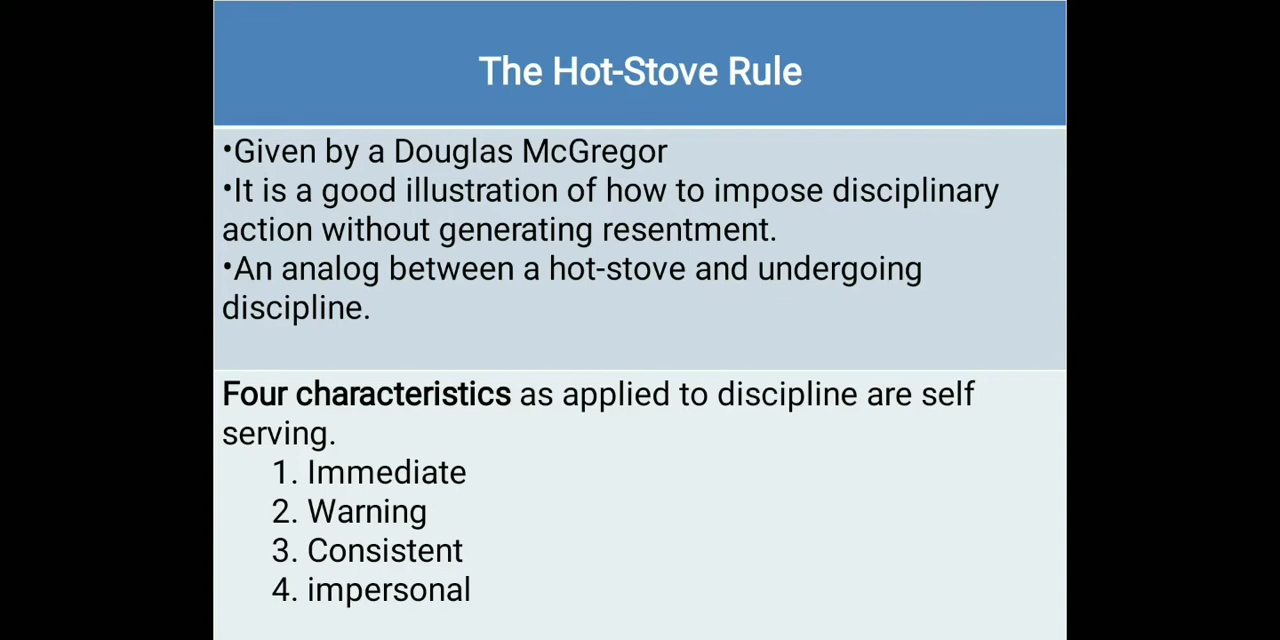 The Hot-Stove Rule
•Given by a Douglas McGregor
•It is a good illustration of how to impose disciplinary
action without generating resentment.
•An analog between a hot-stove and undergoing
discipline.
Four characteristics as applied to discipline are self
serving.
1. Immediate
2. Warning
3. Consistent
4. impersonal